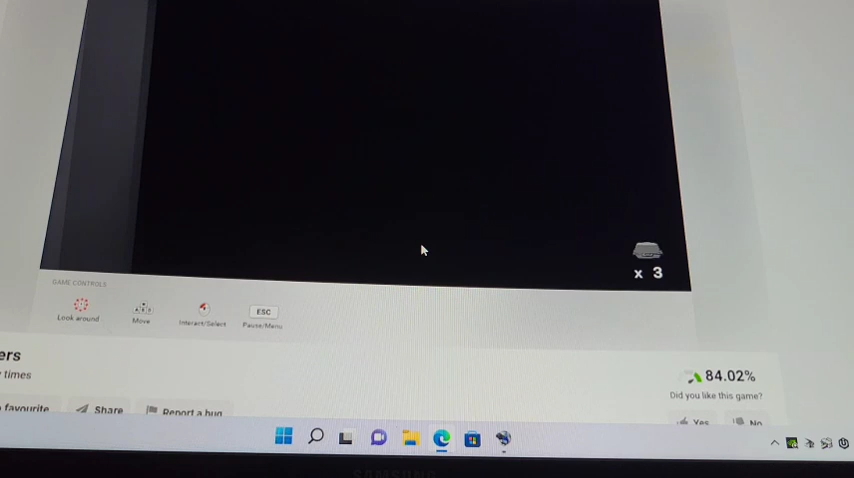 x 3
GAME CONTROLS
Look around
Move
Interact/Select
ESC
Pause/Menu
ers
times
84.02%
Did you like this game?
favourite
Share
Report a bug
Yes
No
SAMSUNG